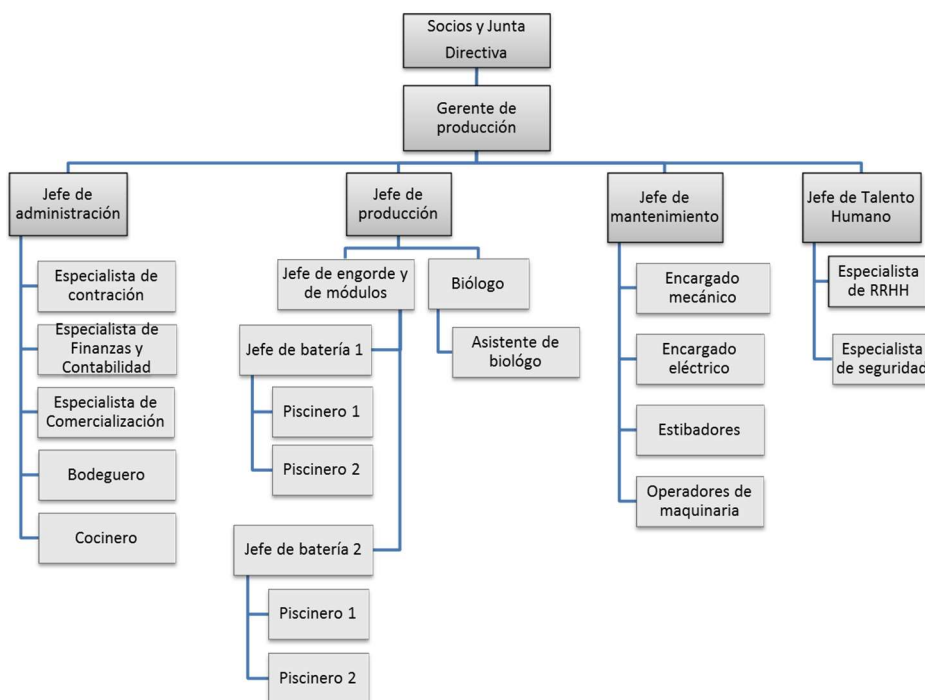 Socios y Junta
Directiva
Gerente de
producción
Jefe de
administración
Jefe de
producción
Jefe de
mantenimiento
Jefe de Talento
Humano
Especialista de
contración
Especialista de
Finanzas y
Contabilidad
Especialista de
Comercialización
Bodeguero
Cocinero
Jefe de engorde y
de módulos
Biólogo
Jefe de batería 1
Asistente de
biológo
Piscinero 1
Piscinero 2
Jefe de batería 2
Piscinero 1
Piscinero 2
Encargado
mecánico
Encargado
eléctrico
Estibadores
Operadores de
maquinaria
Especialista
de RRHH
Especialista
de seguridad